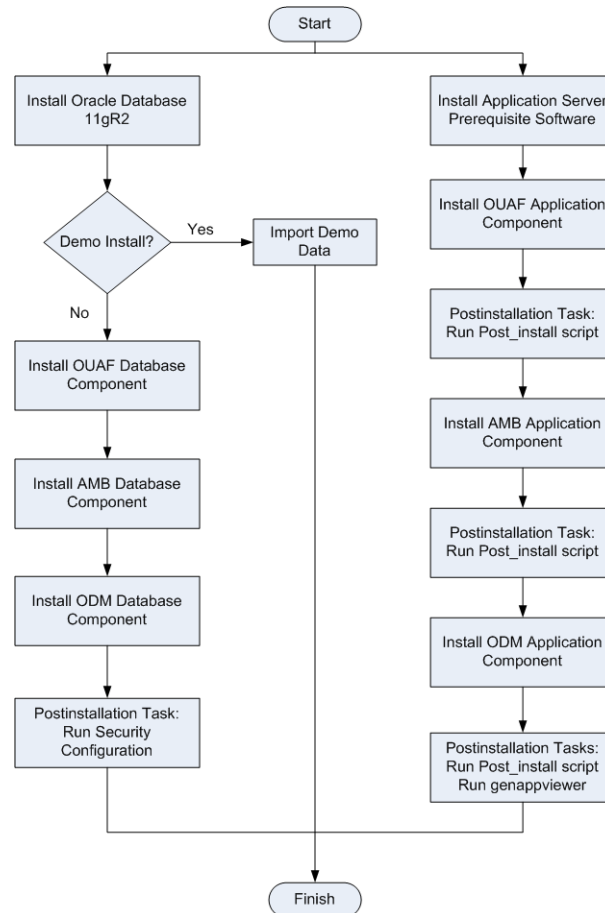 Start
Install Oracle Database
11gR2
Install Application Server
Prerequisite Software
Demo Install?
Yes
Import Demo
Data
No
Install OUAF Application
Component
Postinstallation Task:
Run Post_install script
Install OUAF Database
Component
Install AMB Application
Component
Install AMB Database
Component
Postinstallation Task:
Run Post_install script
Install ODM Database
Component
Install ODM Application
Component
Postinstallation Task:
Run Security
Configuration
Postinstallation Tasks:
Run Post_install script
Run genappviewer
Finish